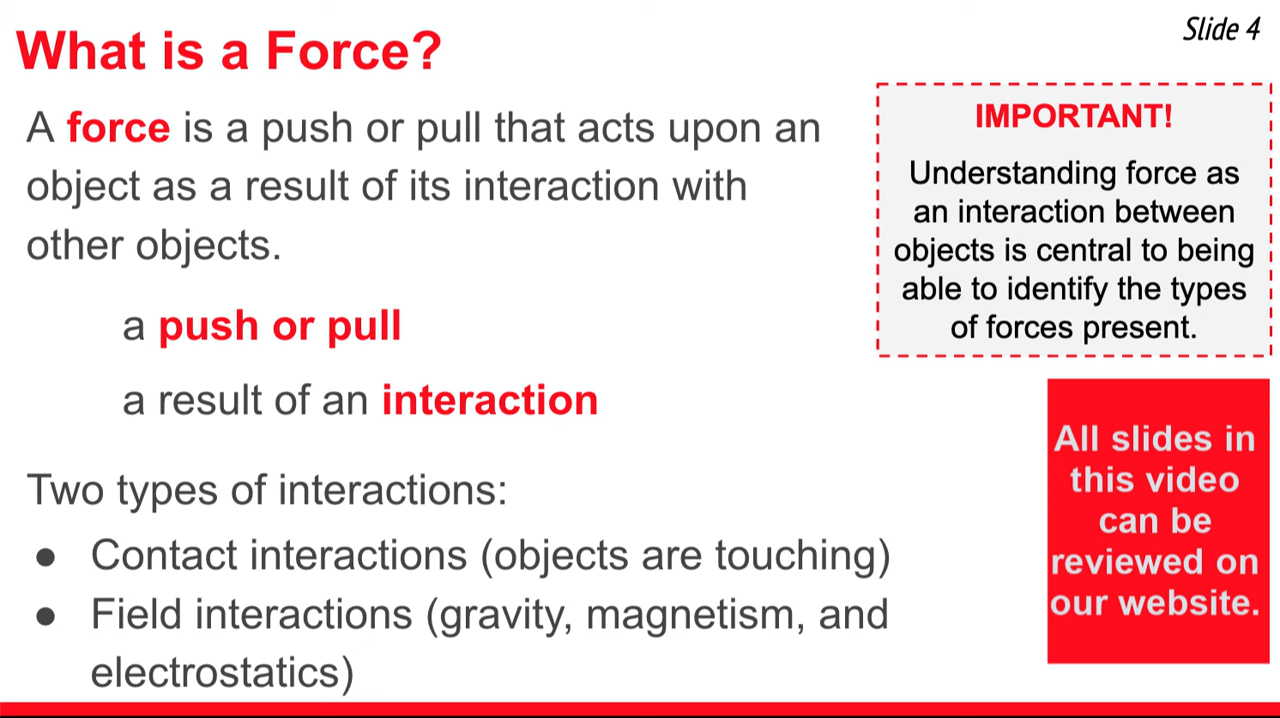 Slide 4
What is a Force?
A force is a push or pull that acts upon an
object as a result of its interaction with
other objects.
a push or pull
a result of an interaction
Two types of interactions:
● Contact interactions (objects are touching)
● Field interactions (gravity, magnetism, and
electrostatics)
IMPORTANT!
Understanding force as
an interaction between
objects is central to being
able to identify the types
of forces present.
All slides in
this video
can be
reviewed on
our website.